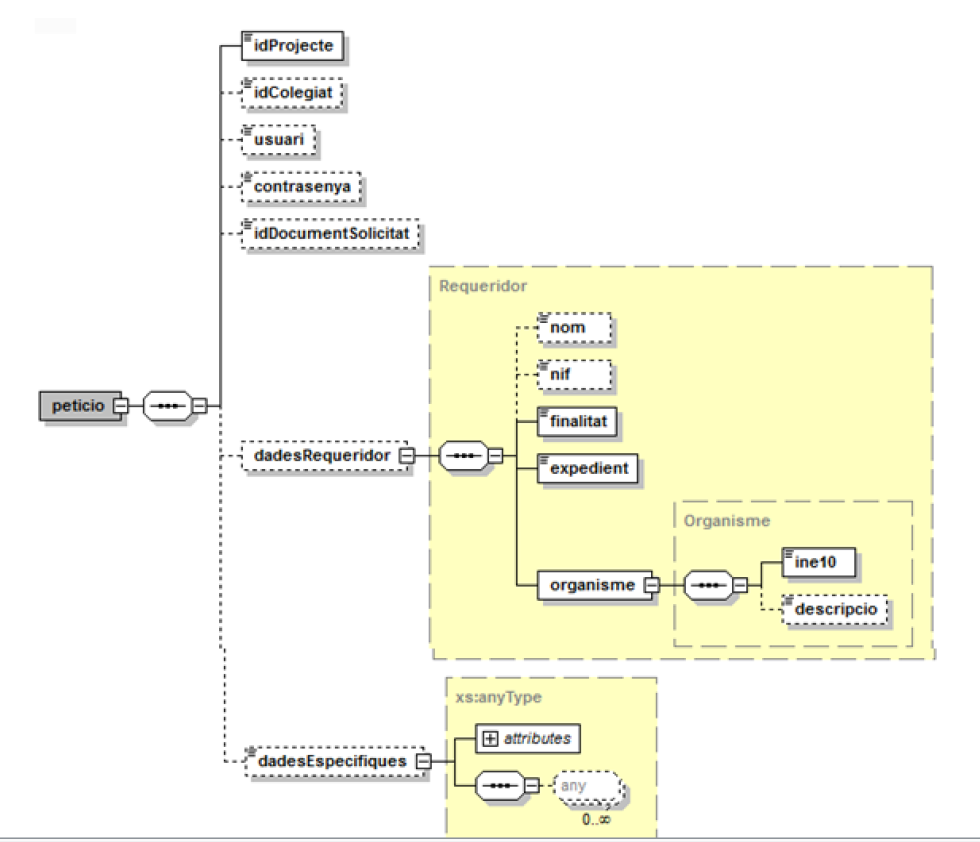 idProjecte
idColegiat
usuari
contrasenya
idDocumentSolicitat
Requeridor
nom
nif
peticio
finalitat
dadesRequeridor
expedient
Organisme
ine10
organisme
descripcio
xs:anyType
attributes
dadesEspecifiques
any
0..∞